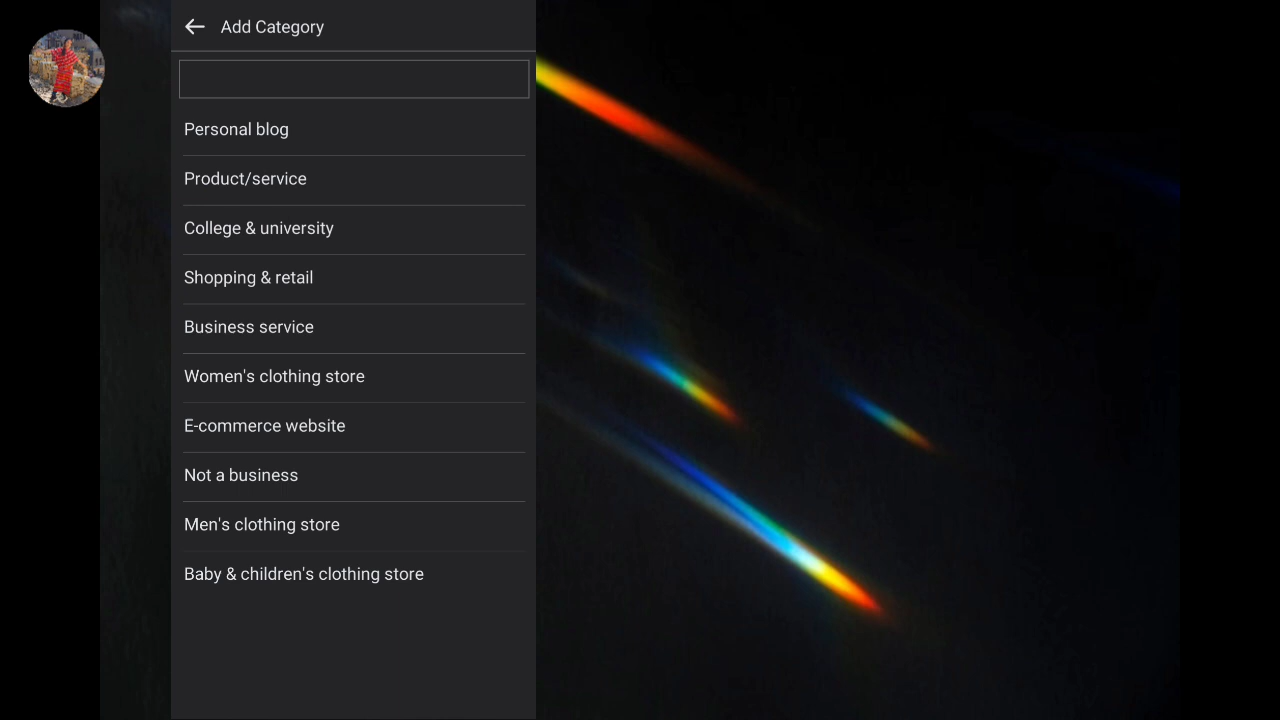 Add Category
Personal blog
Product/service
College & university
Shopping & retail
Business service
Women's clothing store
E-commerce website
Not a business
Men's clothing store
Baby & children's clothing store